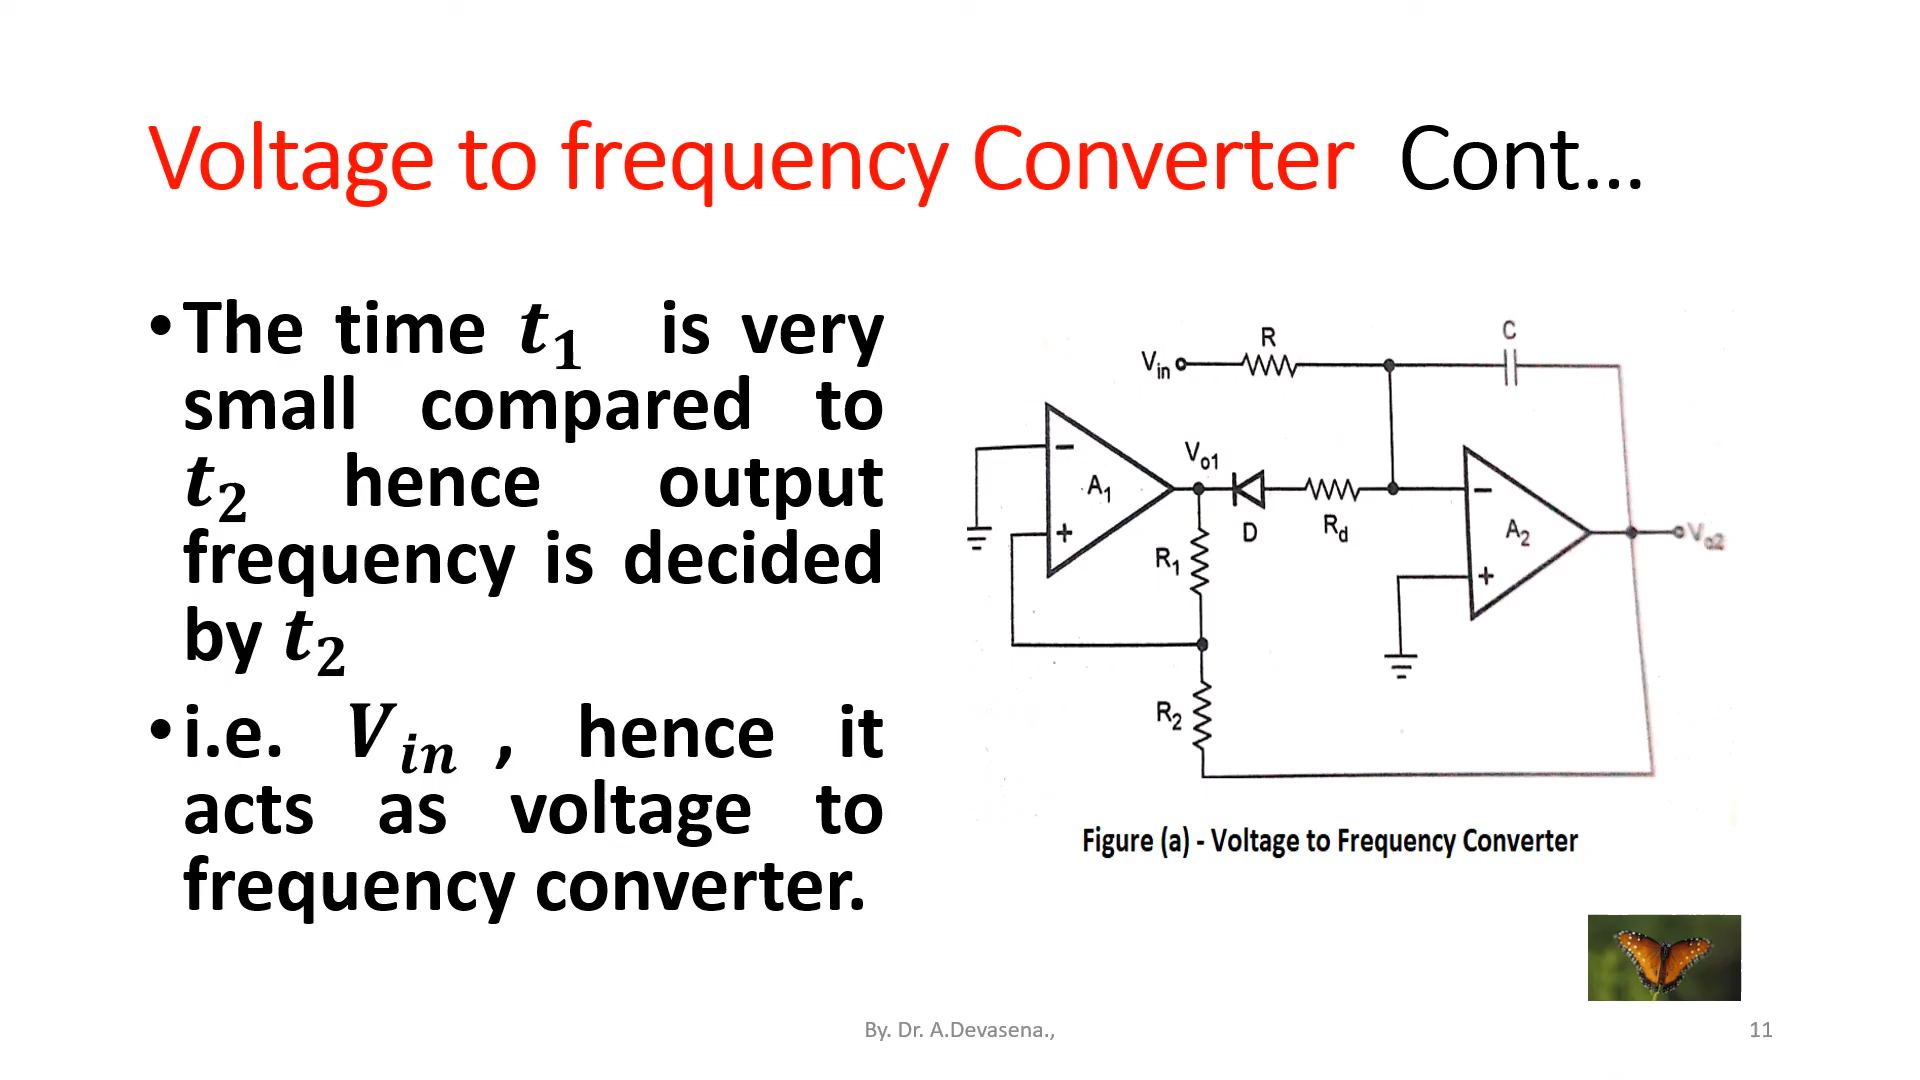 Voltage to frequency Converter Cont...
•The time t₁ is very
small compared to
t₂ hence output
frequency is decided
by t₂
•i.e. Vᵢₙ , hence it
acts as voltage to
frequency converter.
R
C
Vin
Vo1
A1
−
+
D
Rd
R1
A2
−
+
Vo2
R2
Figure (a) - Voltage to Frequency Converter
By. Dr. A.Devasena.,
11